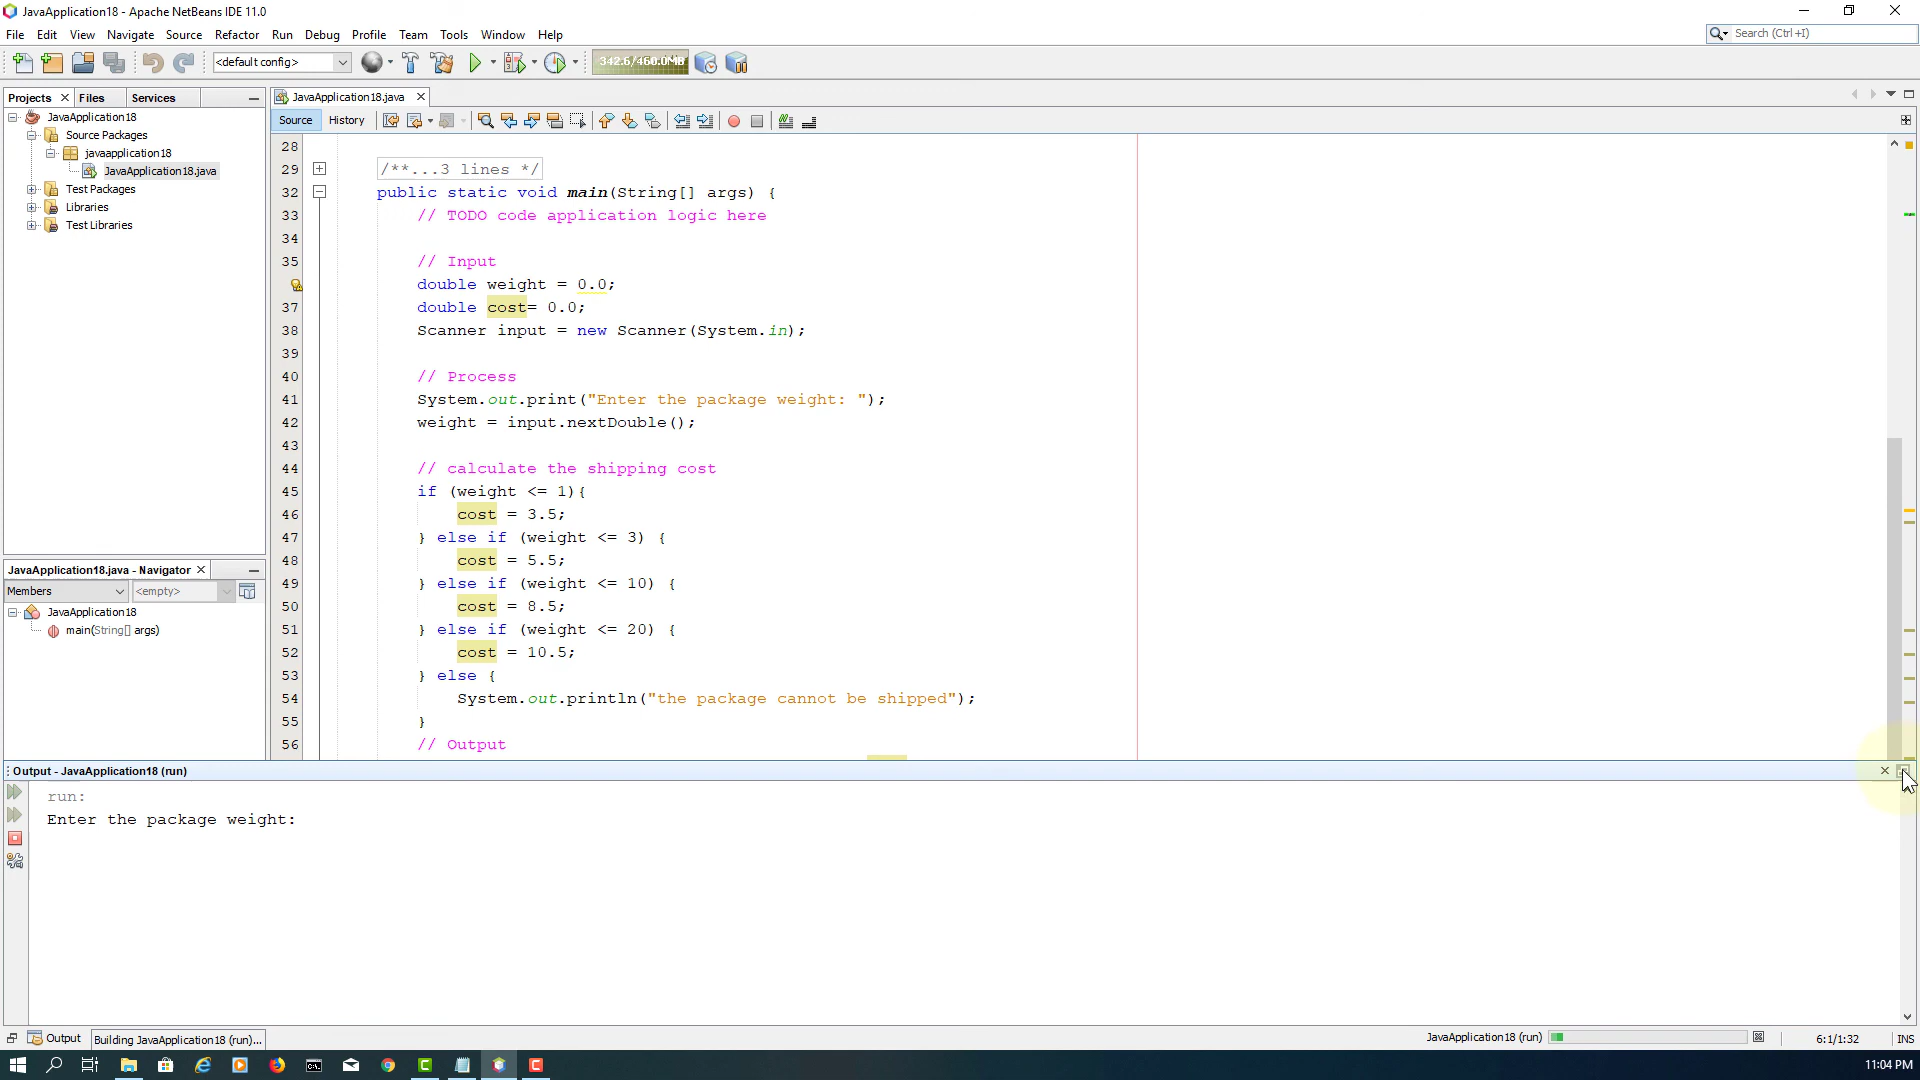 JavaApplication18 - Apache NetBeans IDE 11.0
File Edit View Navigate Source Refactor Run Debug Profile Team Tools Window Help
Search (Ctrl+I)
<default config>
342.6/460.0MB
Projects Files Services
JavaApplication18.java
JavaApplication18
Source Packages
javaapplication18
JavaApplication18.java
Test Packages
Libraries
Test Libraries
Source History
28
29 /**...3 lines */
32 public static void main(String[] args) {
33 // TODO code application logic here
34
35 // Input
double weight = 0.0;
37 double cost= 0.0;
38 Scanner input = new Scanner(System.in);
39
40 // Process
41 System.out.print("Enter the package weight: ");
42 weight = input.nextDouble();
43
44 // calculate the shipping cost
45 if (weight <= 1){
46 cost = 3.5;
47 } else if (weight <= 3) {
48 cost = 5.5;
49 } else if (weight <= 10) {
50 cost = 8.5;
51 } else if (weight <= 20) {
52 cost = 10.5;
53 } else {
54 System.out.println("the package cannot be shipped");
55 }
56 // Output
JavaApplication18.java - Navigator
Members <empty>
JavaApplication18
main(String[] args)
Output - JavaApplication18 (run)
run:
Enter the package weight:
Output
Building JavaApplication18 (run)...
JavaApplication18 (run)
6:1/1:32 INS
11:04 PM